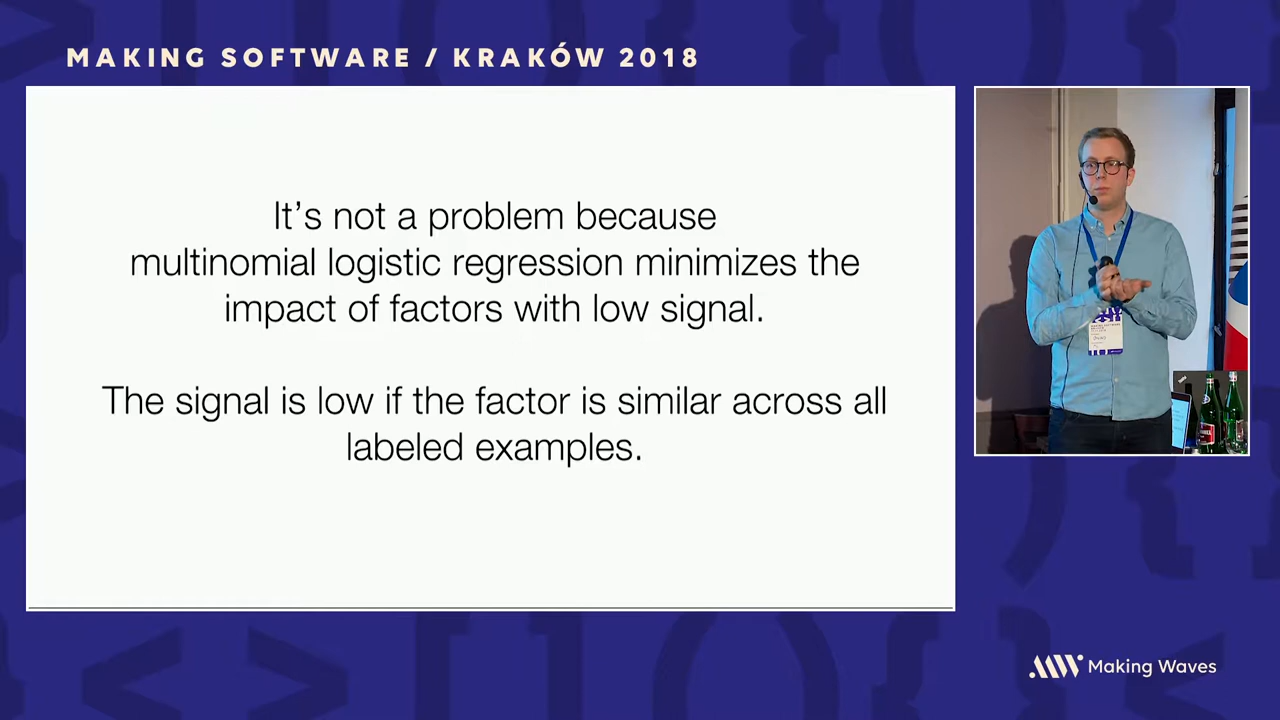 MAKING SOFTWARE / KRAKÓW 2018
It's not a problem because
multinomial logistic regression minimizes the
impact of factors with low signal.
The signal is low if the factor is similar across all
labeled examples.
Making Waves